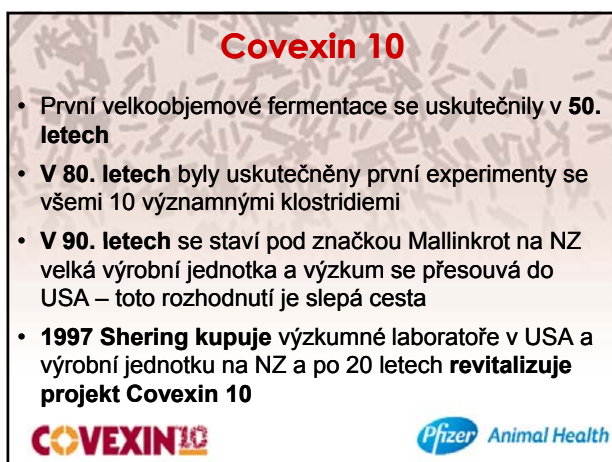 Covexin 10
• První velkoobjemové fermentace se uskutečnily v 50.
letech
• V 80. letech byly uskutečněny první experimenty se
všemi 10 významnými klostridiemi
• V 90. letech se staví pod značkou Mallinkrot na NZ
velká výrobní jednotka a výzkum se přesouvá do
USA – toto rozhodnutí je slepá cesta
• 1997 Shering kupuje výzkumné laboratoře v USA a
výrobní jednotku na NZ a po 20 letech revitalizuje
projekt Covexin 10
COVEXIN10
Pfizer Animal Health